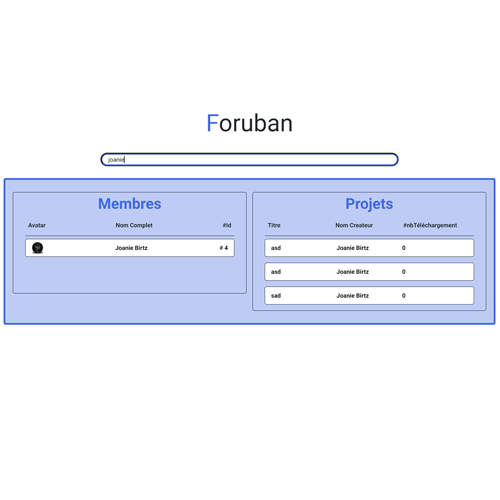 Foruban
joanie
Membres
Avatar Nom Complet #Id
Joanie Birtz # 4
Projets
Titre Nom Createur #nbTéléchargement
asd Joanie Birtz 0
asd Joanie Birtz 0
sad Joanie Birtz 0